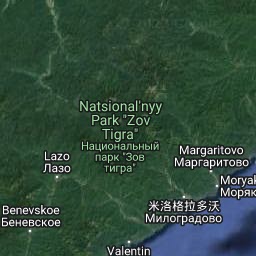 Natsional'nyy
Park "Zov
Tigra"
Национальный
парк "Зов
тигра"
Lazo
Лазо
Margaritovo
Маргаритово
Moryak
Моряк
米洛格拉多沃
Милоградово
Benevskoe
Беневское
Valentin